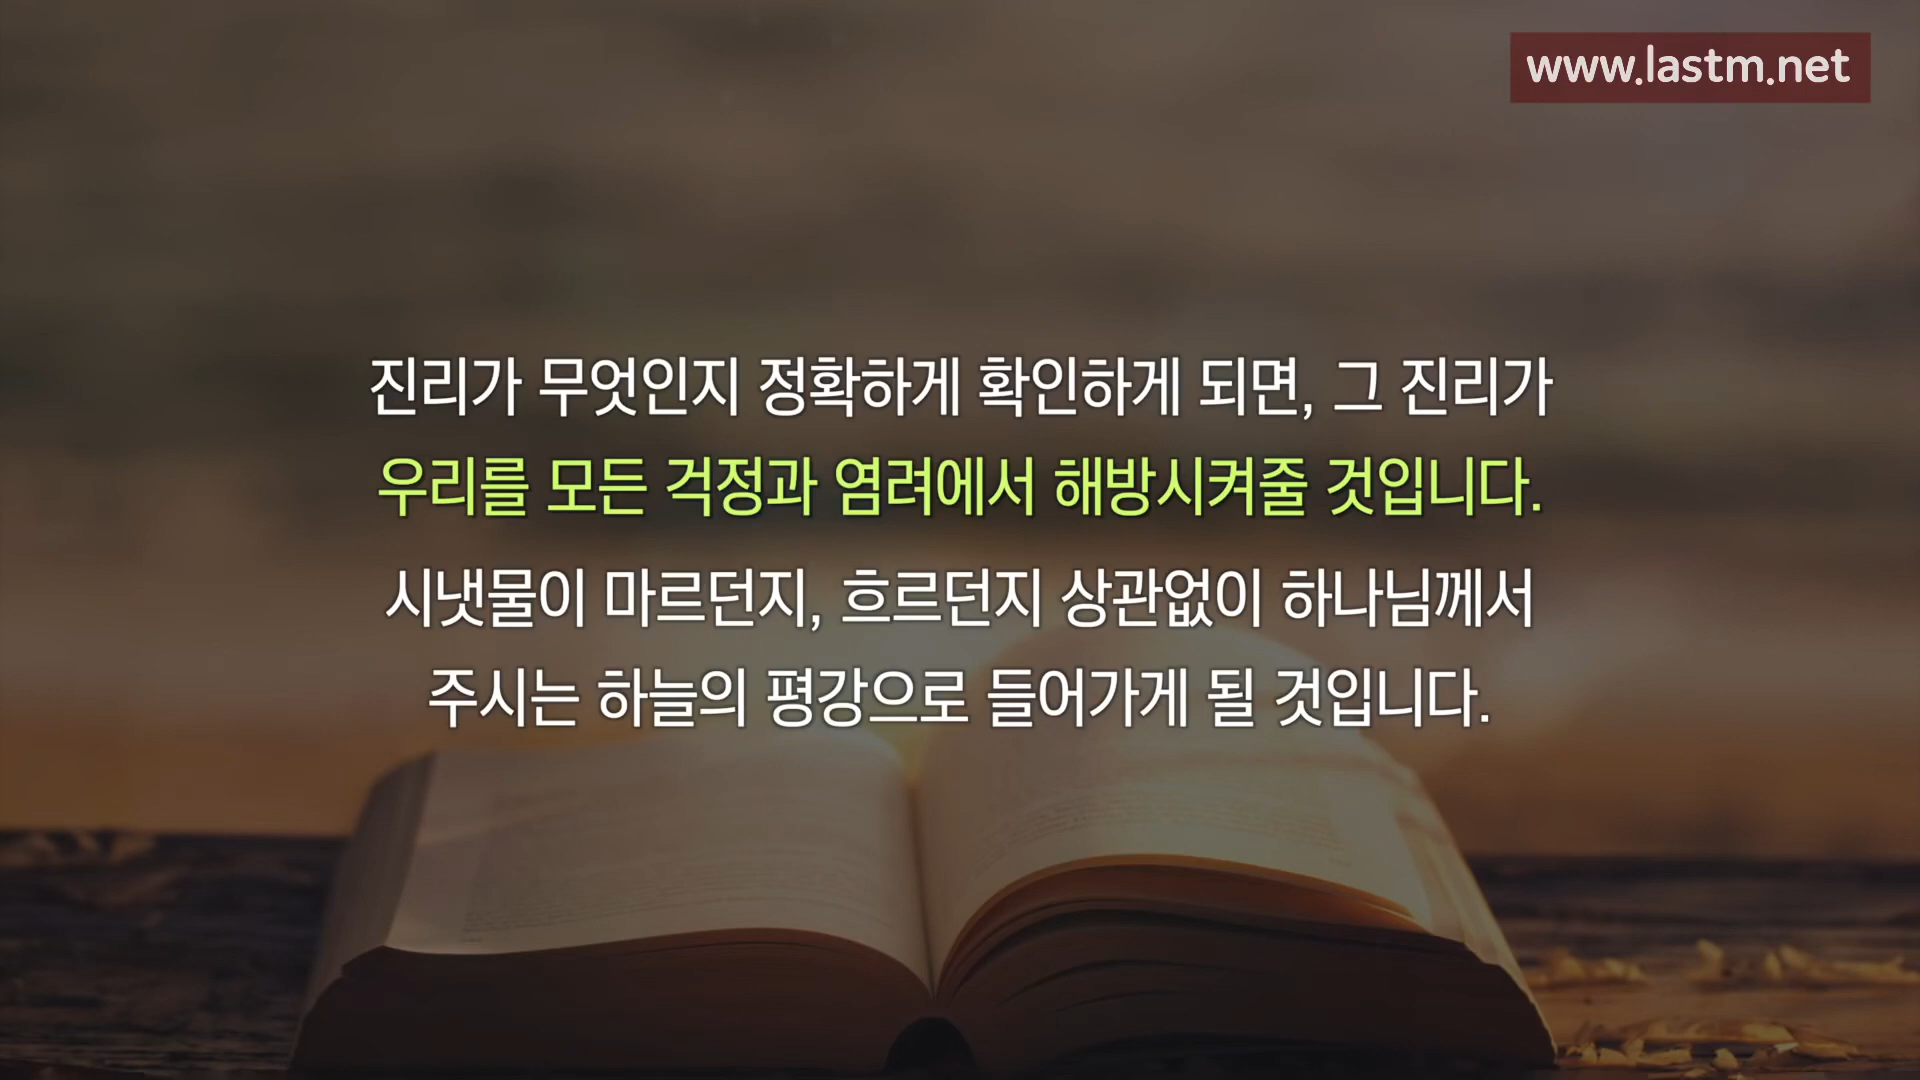 www.lastm.net
진리가 무엇인지 정확하게 확인하게 되면, 그 진리가
우리를 모든 걱정과 염려에서 해방시켜줄 것입니다.
시냇물이 마르던지, 흐르던지 상관없이 하나님께서
주시는 하늘의 평강으로 들어가게 될 것입니다.